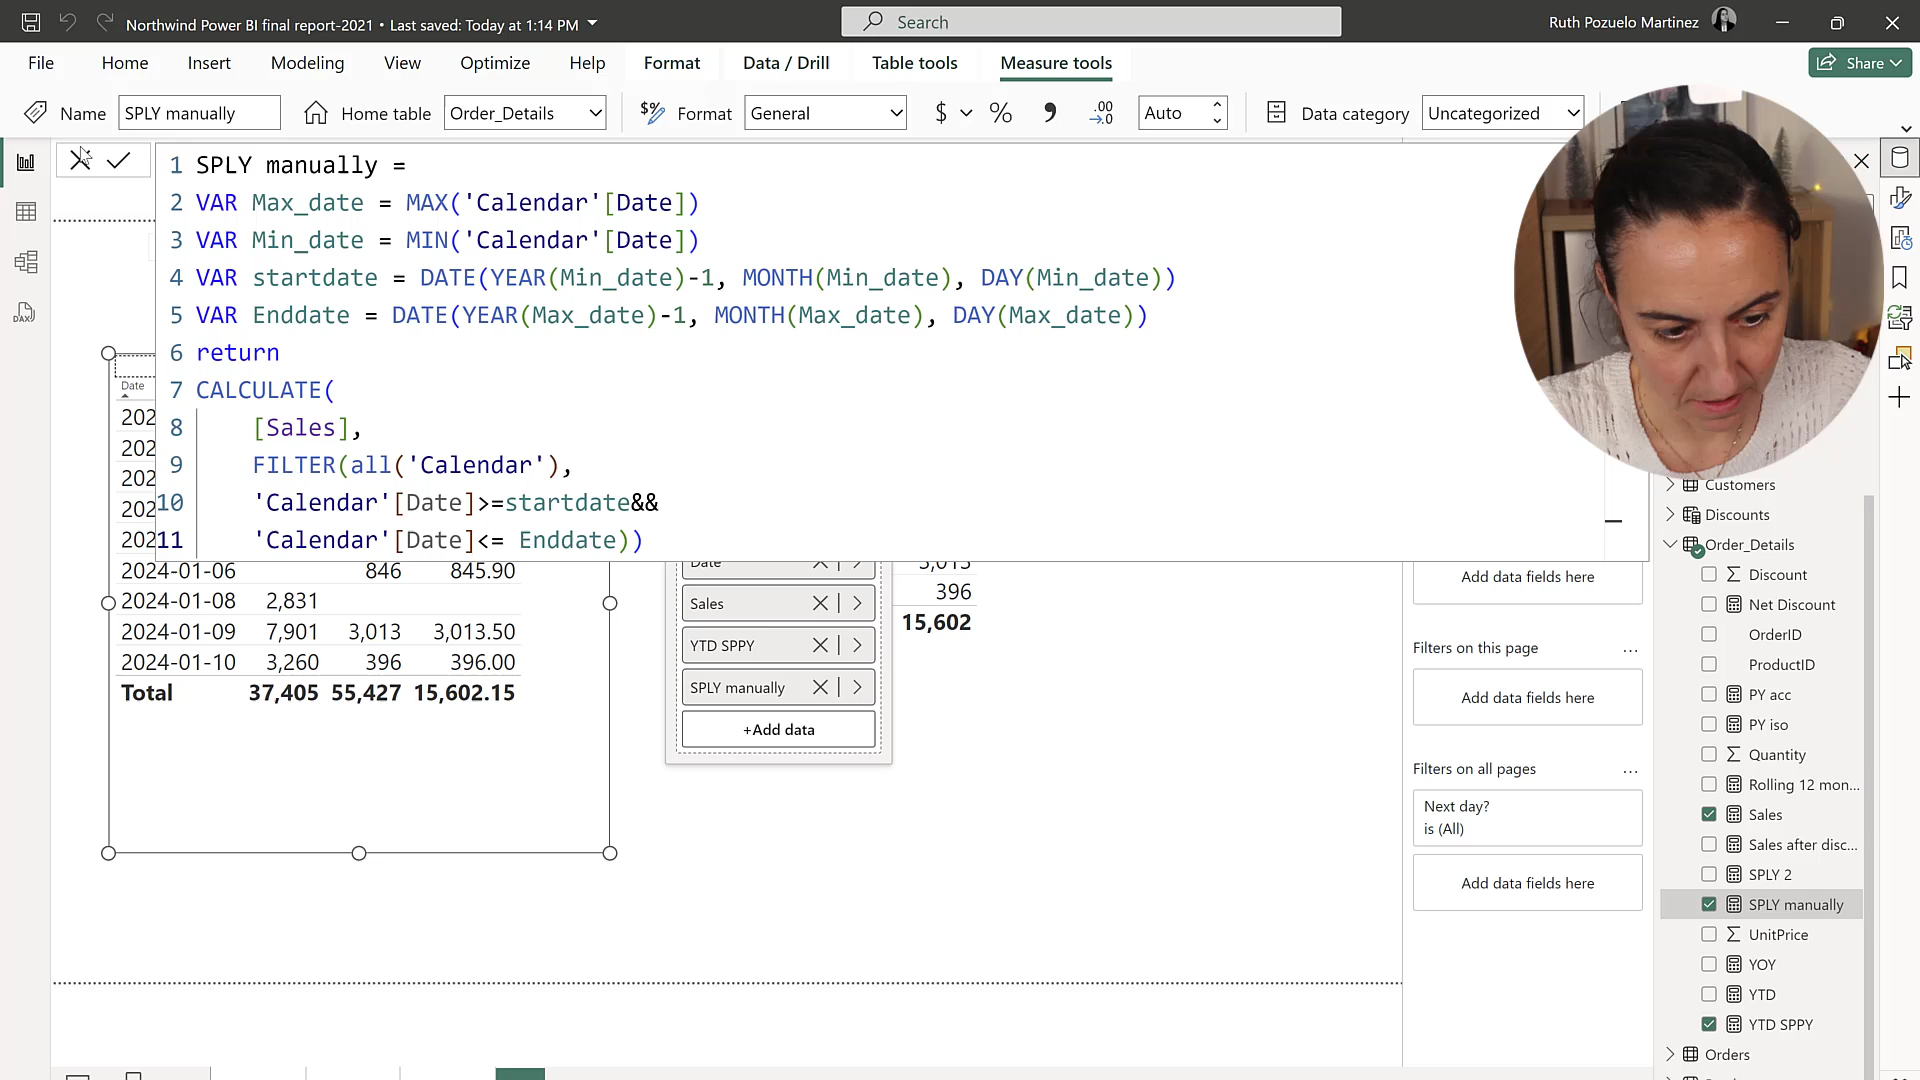 Northwind Power BI final report-2021 • Last saved: Today at 1:14 PM
Search
Ruth Pozuelo Martinez
File Home Insert Modeling View Optimize Help Format Data / Drill Table tools Measure tools
Share
Name SPLY manually Home table Order_Details Format General $ % .00 Auto Data category Uncategorized
1 SPLY manually =
2 VAR Max_date = MAX('Calendar'[Date])
3 VAR Min_date = MIN('Calendar'[Date])
4 VAR startdate = DATE(YEAR(Min_date)-1, MONTH(Min_date), DAY(Min_date))
5 VAR Enddate = DATE(YEAR(Max_date)-1, MONTH(Max_date), DAY(Max_date))
6 return
7 CALCULATE(
8 [Sales],
9 FILTER(all('Calendar'),
10 'Calendar'[Date]>=startdate&&
11 'Calendar'[Date]<= Enddate))
DAX
Date
202
202
202
202
202
2024-01-06 846 845.90
2024-01-08 2,831
2024-01-09 7,901 3,013 3,013.50
2024-01-10 3,260 396 396.00
Total 37,405 55,427 15,602.15
Date
Sales
YTD SPPY
SPLY manually
+Add data
3,013
396
15,602
Add data fields here
Filters on this page ...
Add data fields here
Filters on all pages ...
Next day?
is (All)
Add data fields here
Customers
Discounts
Order_Details
Discount
Net Discount
OrderID
ProductID
PY acc
PY iso
Quantity
Rolling 12 mon...
Sales
Sales after disc...
SPLY 2
SPLY manually
UnitPrice
YOY
YTD
YTD SPPY
Orders